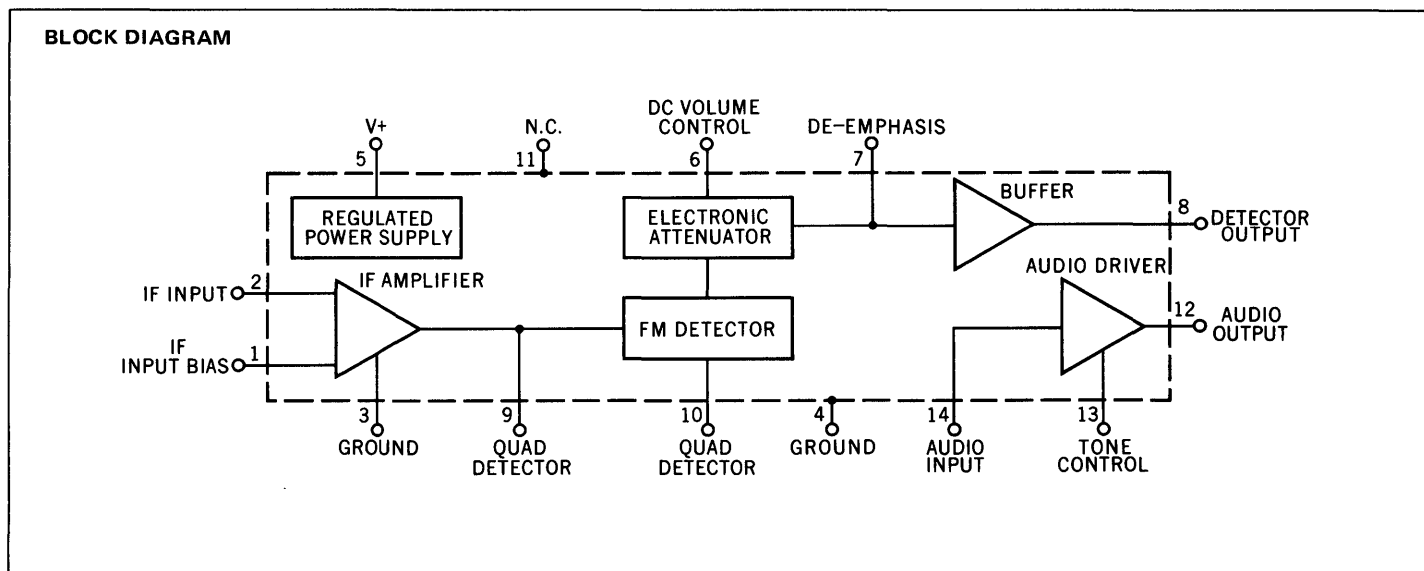 BLOCK DIAGRAM
V+
5
N.C.
11
DC VOLUME
CONTROL
6
DE-EMPHASIS
7
REGULATED
POWER SUPPLY
ELECTRONIC
ATTENUATOR
BUFFER
8
DETECTOR
OUTPUT
IF INPUT
2
IF AMPLIFIER
FM DETECTOR
AUDIO DRIVER
12
AUDIO
OUTPUT
IF
INPUT BIAS
1
3
GROUND
9
QUAD
DETECTOR
10
QUAD
DETECTOR
4
GROUND
14
AUDIO
INPUT
13
TONE
CONTROL